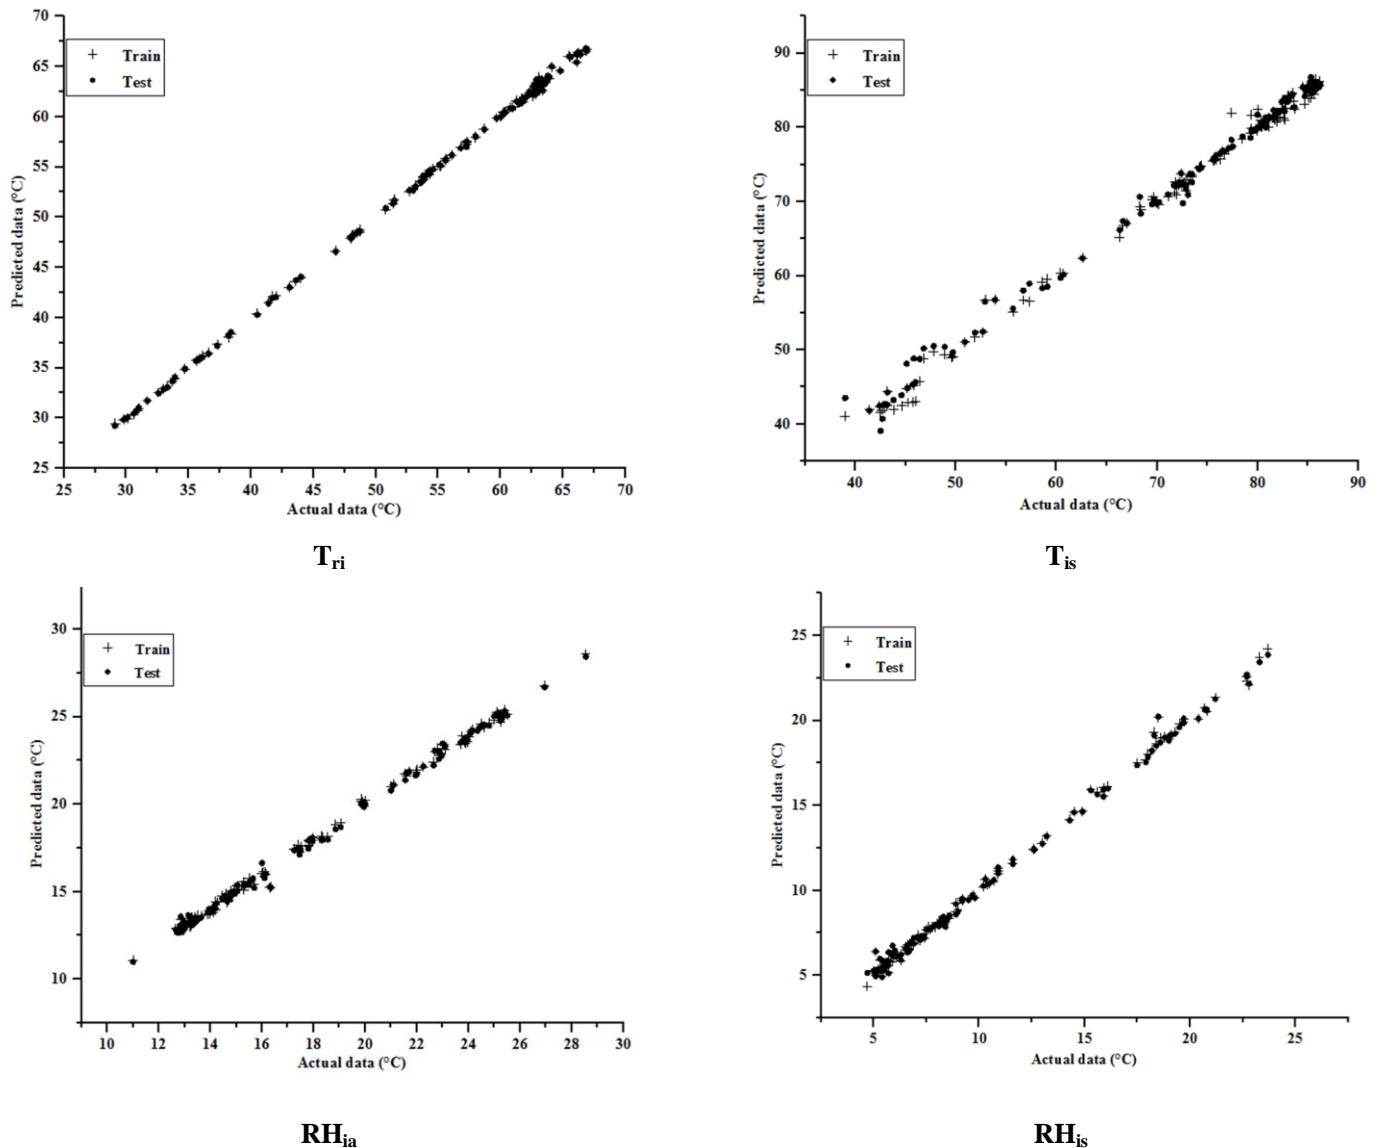 70
65
60
55
50
45
40
35
30
25
Predicted data (°C)
Train
Test
25 30 35 40 45 50 55 60 65 70
Actual data (°C)
T_ri
90
80
70
60
50
40
Predicted data (°C)
Train
Test
40 50 60 70 80 90
Actual data (°C)
T_is
30
25
20
15
10
Predicted data (°C)
Train
Test
10 12 14 16 18 20 22 24 26 28 30
Actual data (°C)
RH_ia
25
20
15
10
5
Predicted data (°C)
Train
Test
5 10 15 20 25
Actual data (°C)
RH_is